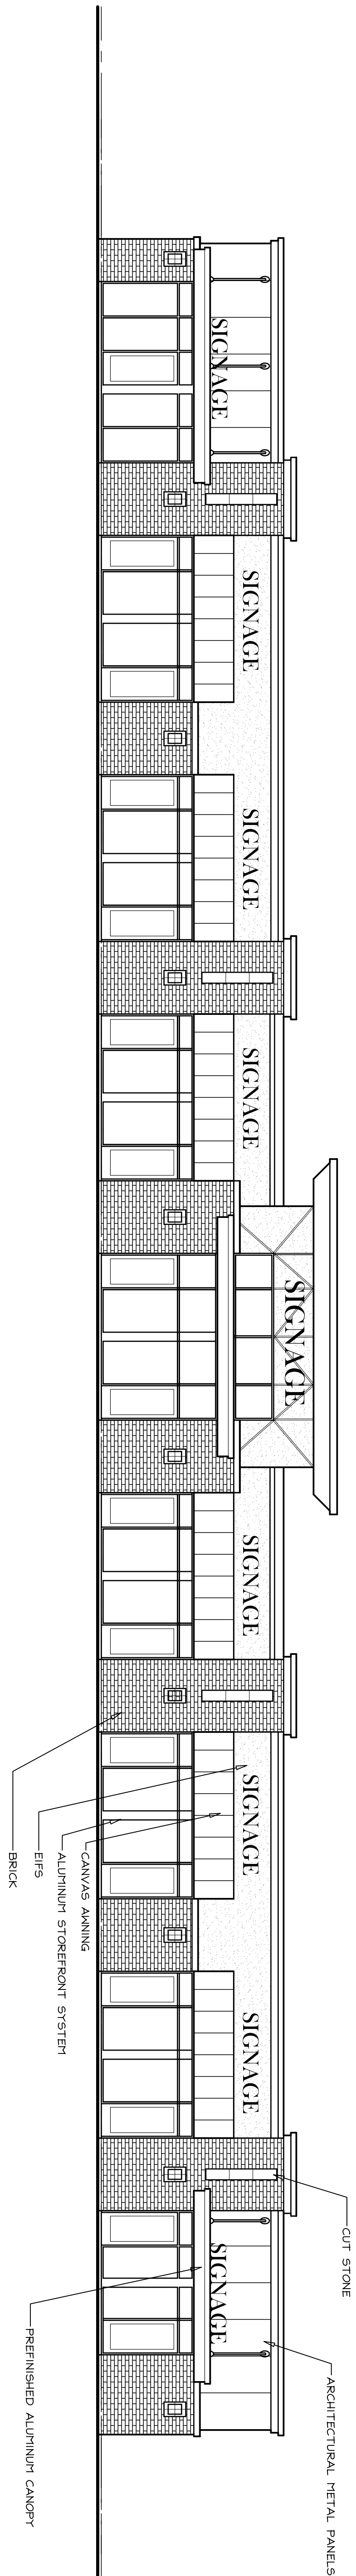 SIGNAGE
SIGNAGE
SIGNAGE
SIGNAGE
SIGNAGE
SIGNAGE
SIGNAGE
SIGNAGE
SIGNAGE
CUT STONE
ARCHITECTURAL METAL PANELS
CANVAS AWNING
ALUMINUM STOREFRONT SYSTEM
EIFS
BRICK
PREFINISHED ALUMINUM CANOPY